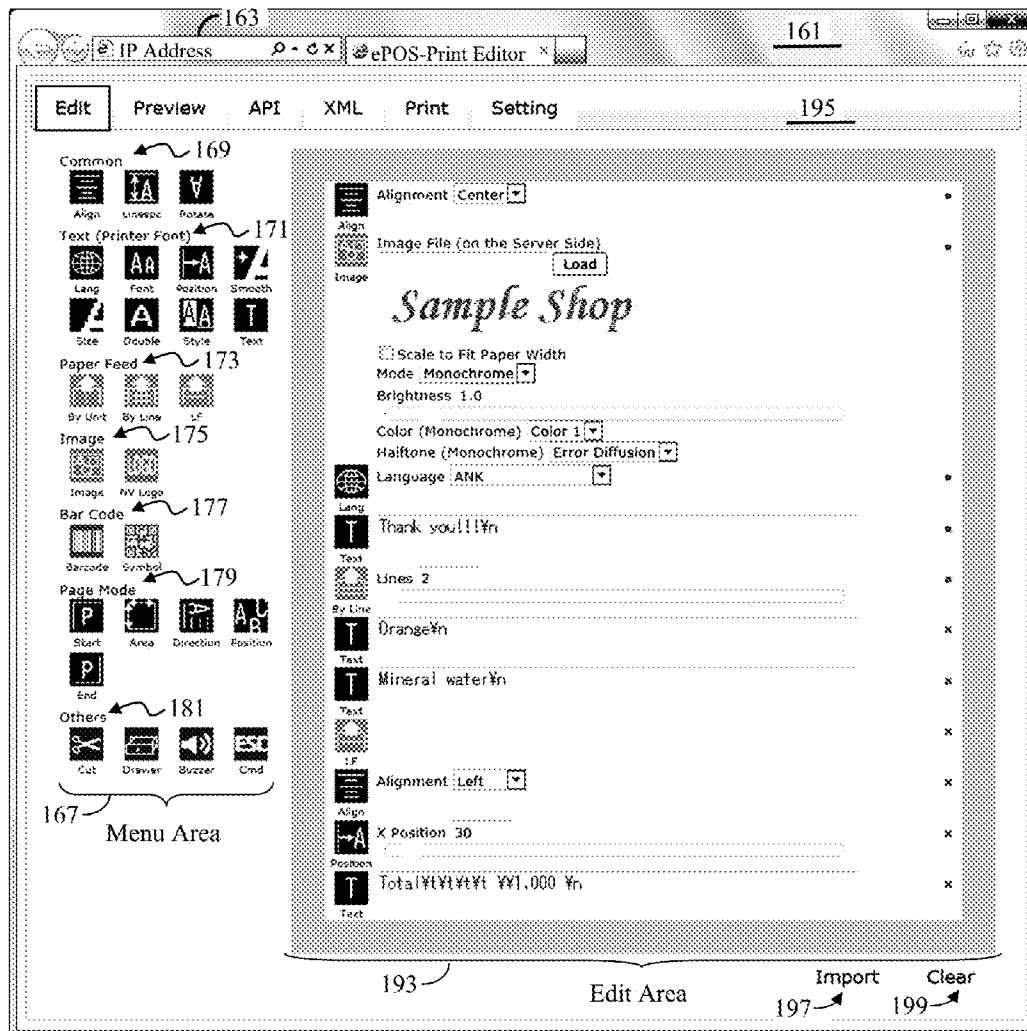 163
161
IP Address
ePOS-Print Editor
Edit Preview API XML Print Setting
195
Common 169
Align Linespc Rotate
Text (Printer Font) 171
Lang Font Position Smooth
Size Double Style Text
Paper Feed 173
By Unit By Line LF
Image 175
Image NV Logo
Bar Code 177
Barcode Symbol
Page Mode 179
Start Area Direction Position
End
Others 181
Cut Drawer Buzzer Cmd
ESC
167
Menu Area
Alignment Center
Align
Image File (on the Server Side)
Image
Load
Sample Shop
Scale to Fit Paper Width
Mode Monochrome
Brightness 1.0
Color (Monochrome) Color 1
Halftone (Monochrome) Error Diffusion
Language ANK
Lang
Thank you!!!¥n
Text
Lines 2
By Line
Orange¥n
Text
Mineral water¥n
Text
LF
Alignment Left
Align
X Position 30
Position
Total¥t¥t¥t¥t ¥¥1,000 ¥n
Text
193
Edit Area
Import Clear
197 199